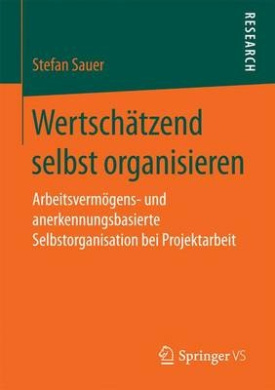 RESEARCH
Stefan Sauer
Wertschätzend
selbst organisieren
Arbeitsvermögens- und
anerkennungsbasierte
Selbstorganisation bei Projektarbeit
Springer VS